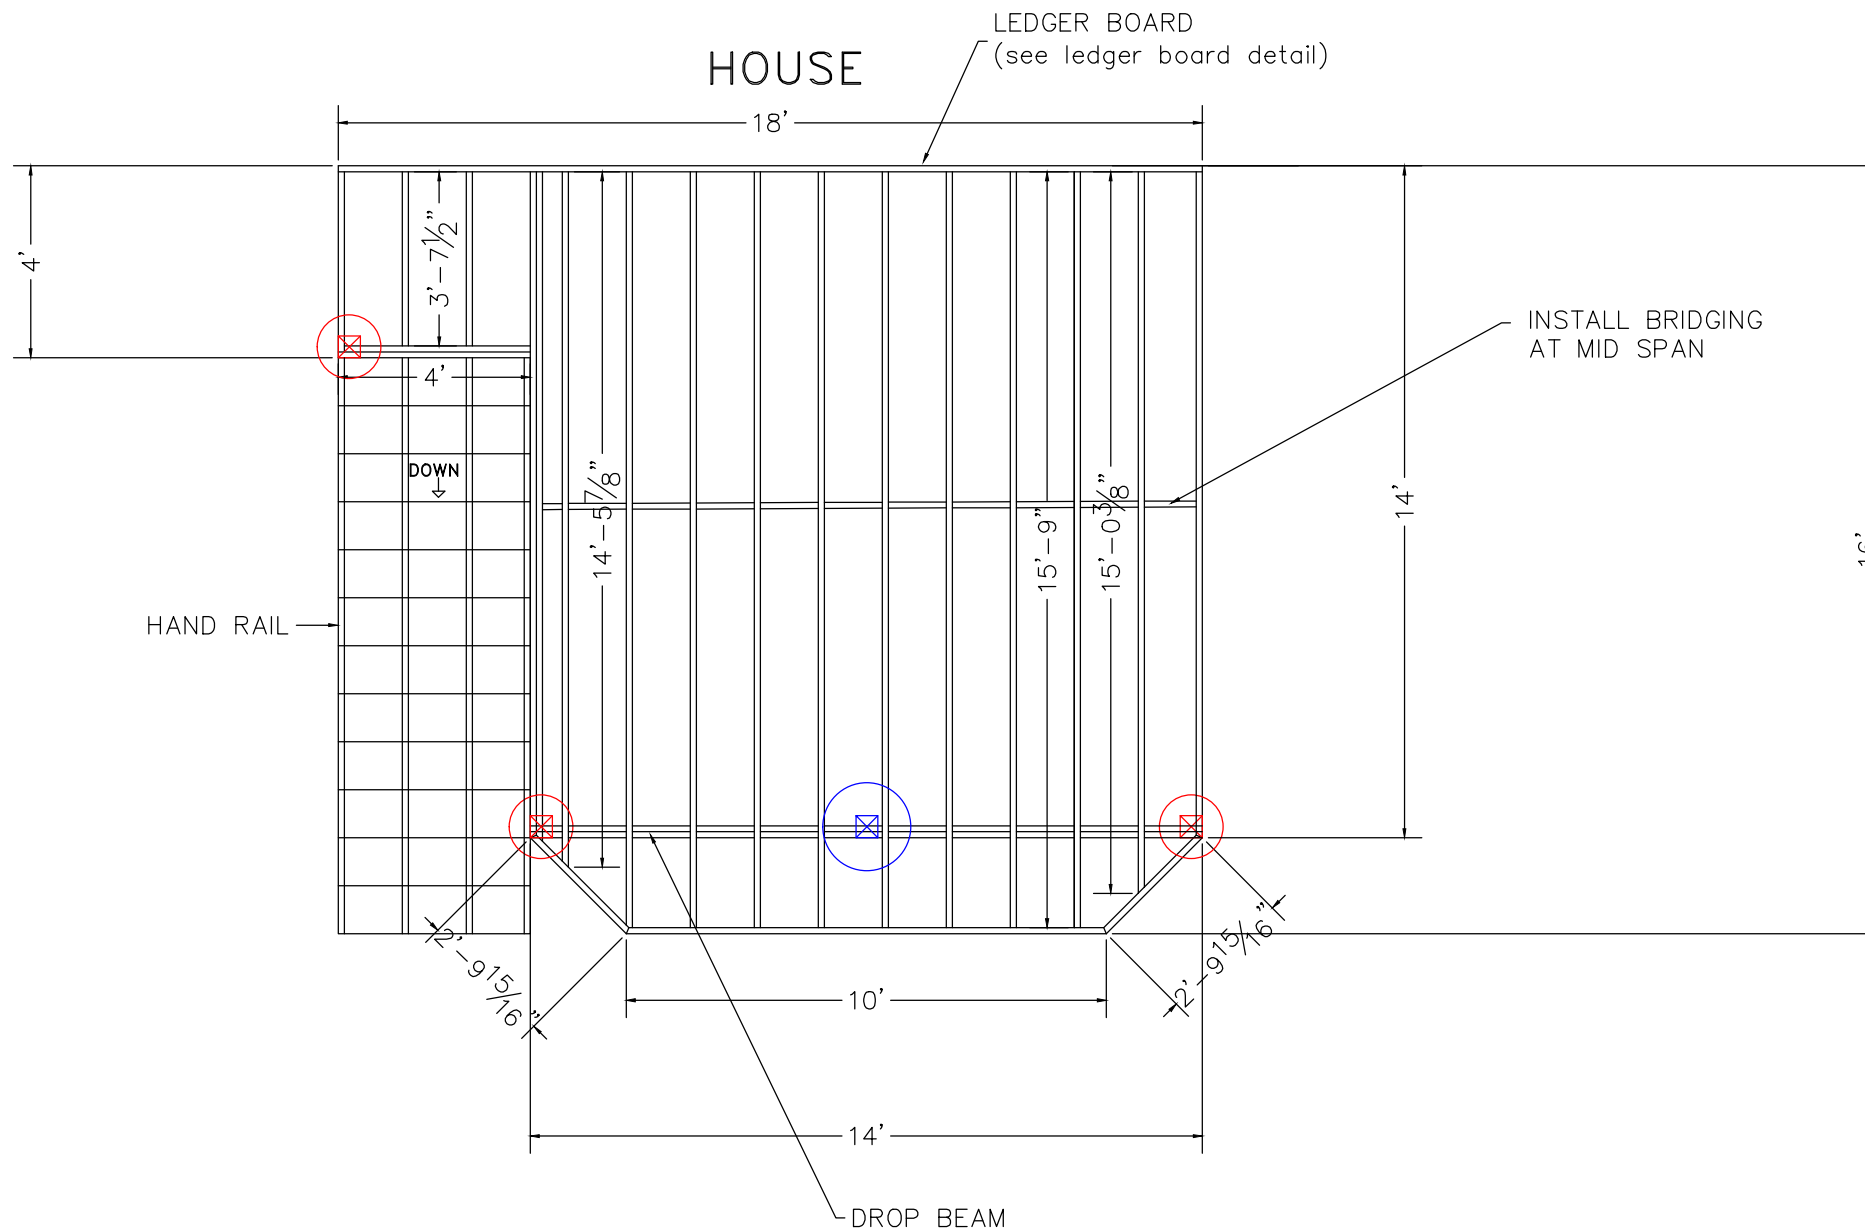 LEDGER BOARD
(see ledger board detail)
HOUSE
18'
4'
3'-7½"
4'
INSTALL BRIDGING
AT MID SPAN
DOWN
14'-5⅞"
15'-9"
15'-0⅜"
14'
16'
HAND RAIL
2'-9 15/16"
2'-9 15/16"
10'
14'
DROP BEAM